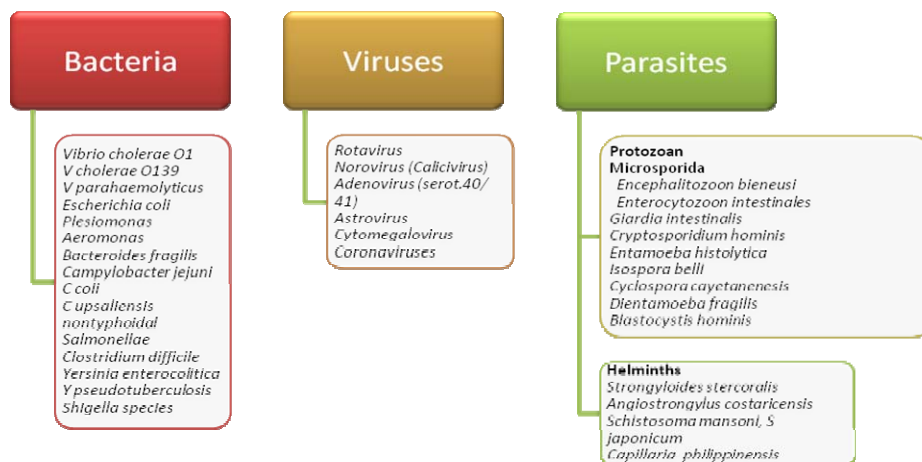 Bacteria
Vibrio cholerae O1
V cholerae O139
V parahaemolyticus
Escherichia coli
Plesiomonas
Aeromonas
Bacteroides fragilis
Campylobacter jejuni
C coli
C upsaliensis
nontyphoidal
Salmonellae
Clostridium difficile
Yersinia enterocolitica
Y pseudotuberculosis
Shigella species
Viruses
Rotavirus
Norovirus (Calicivirus)
Adenovirus (serot.40/
41)
Astrovirus
Cytomegalovirus
Coronaviruses
Parasites
Protozoan
Microsporida
Encephalitozoon bieneusi
Enterocytozoon intestinales
Giardia intestinalis
Cryptosporidium hominis
Entamoeba histolytica
Isospora belli
Cyclospora cayetanenesis
Dientamoeba fragilis
Blastocystis hominis
Helminths
Strongyloides stercoralis
Angiostrongylus costaricensis
Schistosoma mansoni, S
japonicum
Capillaria philippinensis